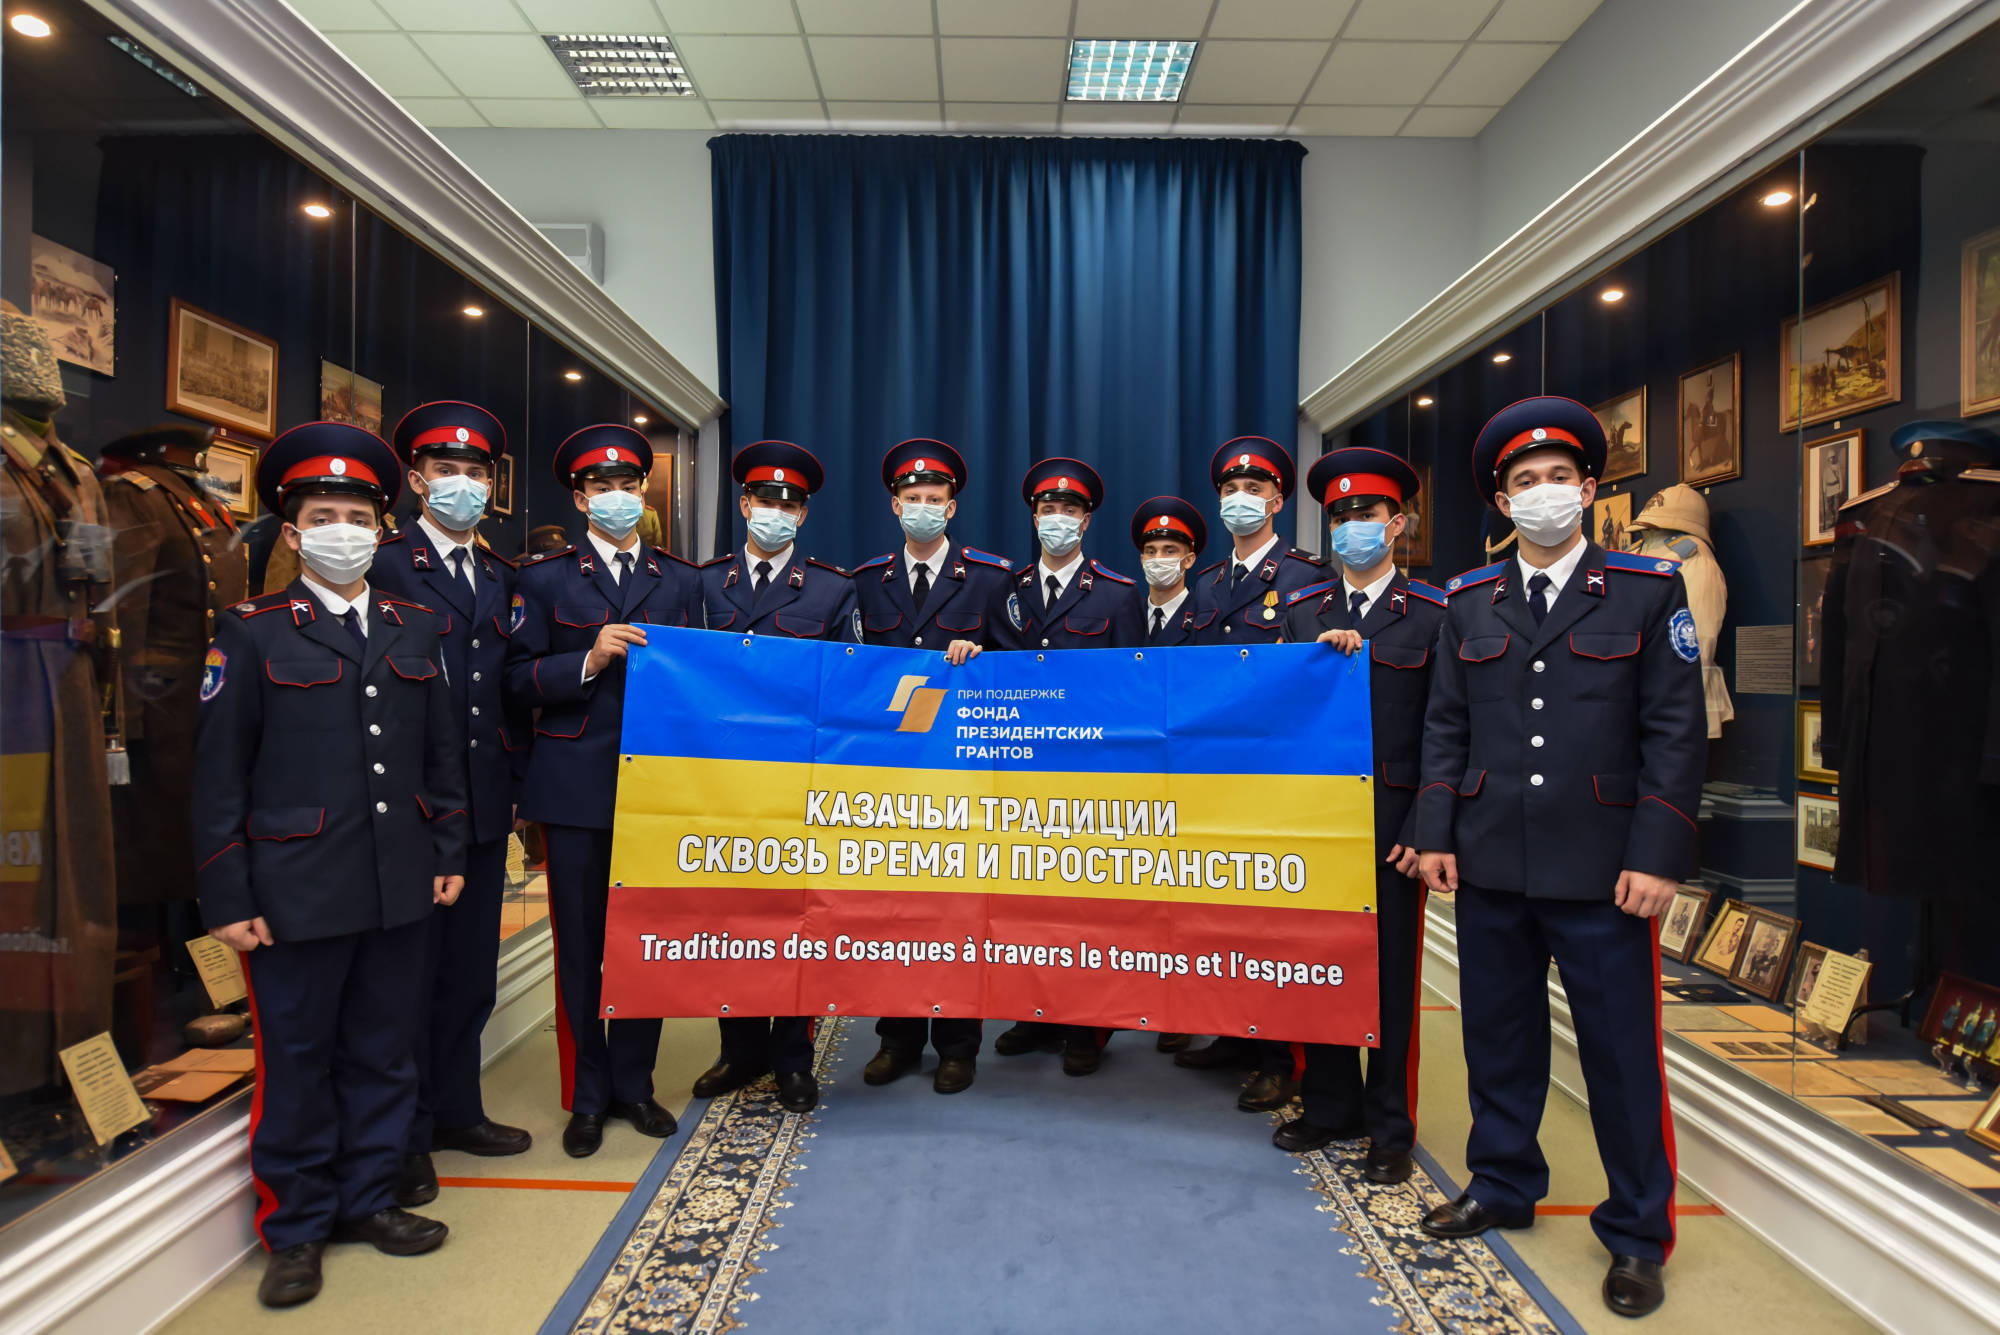 ПРИ ПОДДЕРЖКЕ
ФОНДА
ПРЕЗИДЕНТСКИХ
ГРАНТОВ
КАЗАЧЬИ ТРАДИЦИИ
СКВОЗЬ ВРЕМЯ И ПРОСТРАНСТВО
Traditions des Cosaques à travers le temps et l'espace